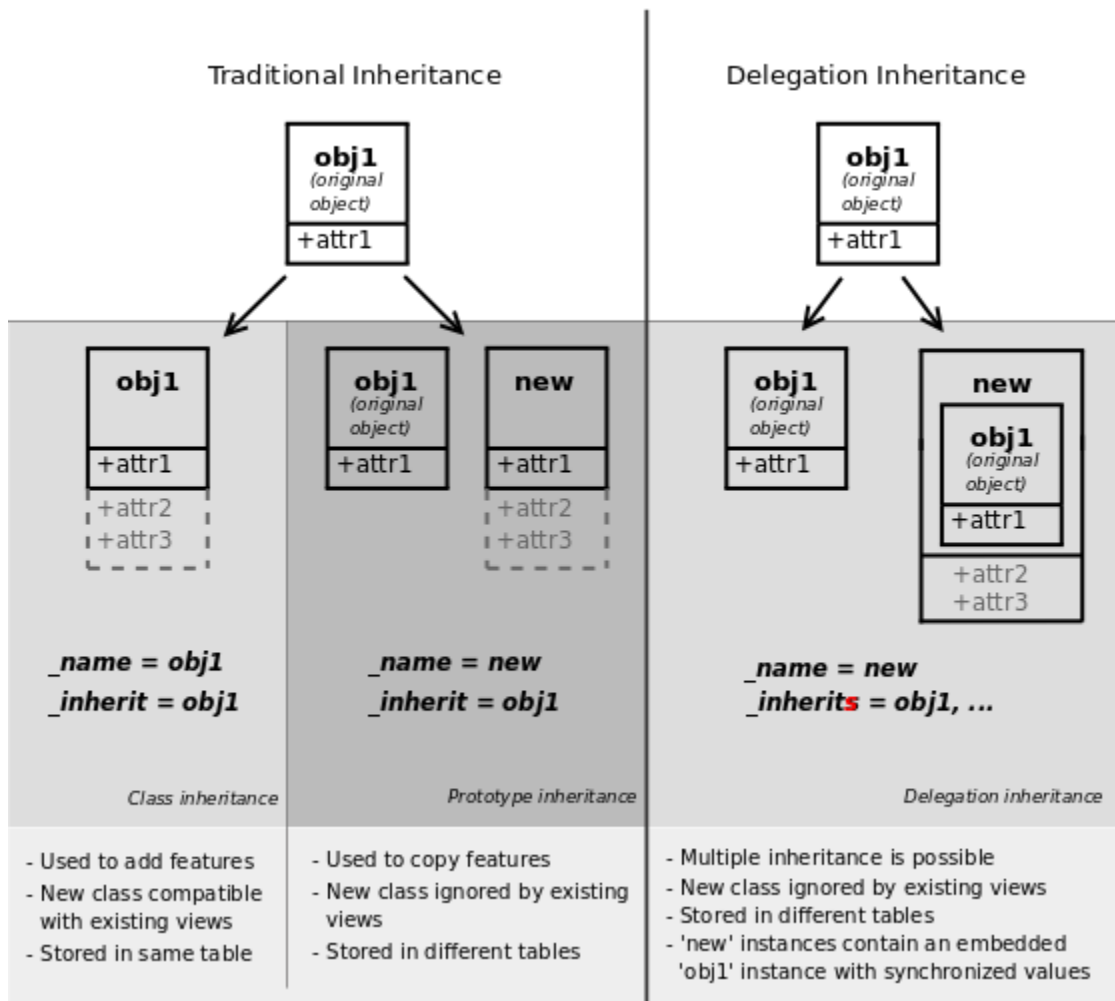 Traditional Inheritance
obj1
(original
object)
+attr1
obj1
+attr1
+attr2
+attr3
_name = obj1
_inherit = obj1
Class inheritance
- Used to add features
- New class compatible
with existing views
- Stored in same table
obj1
(original
object)
+attr1
new
+attr1
+attr2
+attr3
_name = new
_inherit = obj1
Prototype inheritance
- Used to copy features
- New class ignored by existing
views
- Stored in different tables
Delegation Inheritance
obj1
(original
object)
+attr1
obj1
(original
object)
+attr1
new
obj1
(original
object)
+attr1
+attr2
+attr3
_name = new
_inherits = obj1, ...
Delegation inheritance
- Multiple inheritance is possible
- New class ignored by existing views
- Stored in different tables
- 'new' instances contain an embedded
'obj1' instance with synchronized values